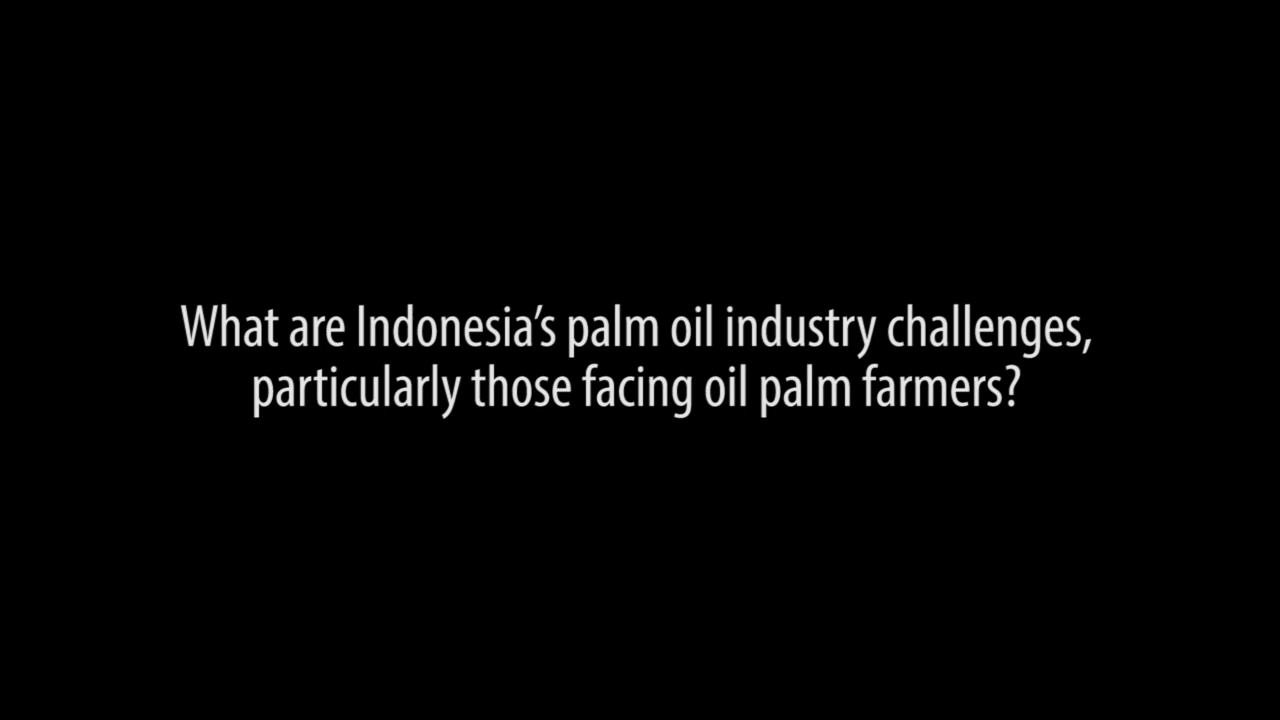 What are Indonesia’s palm oil industry challenges,
particularly those facing oil palm farmers?